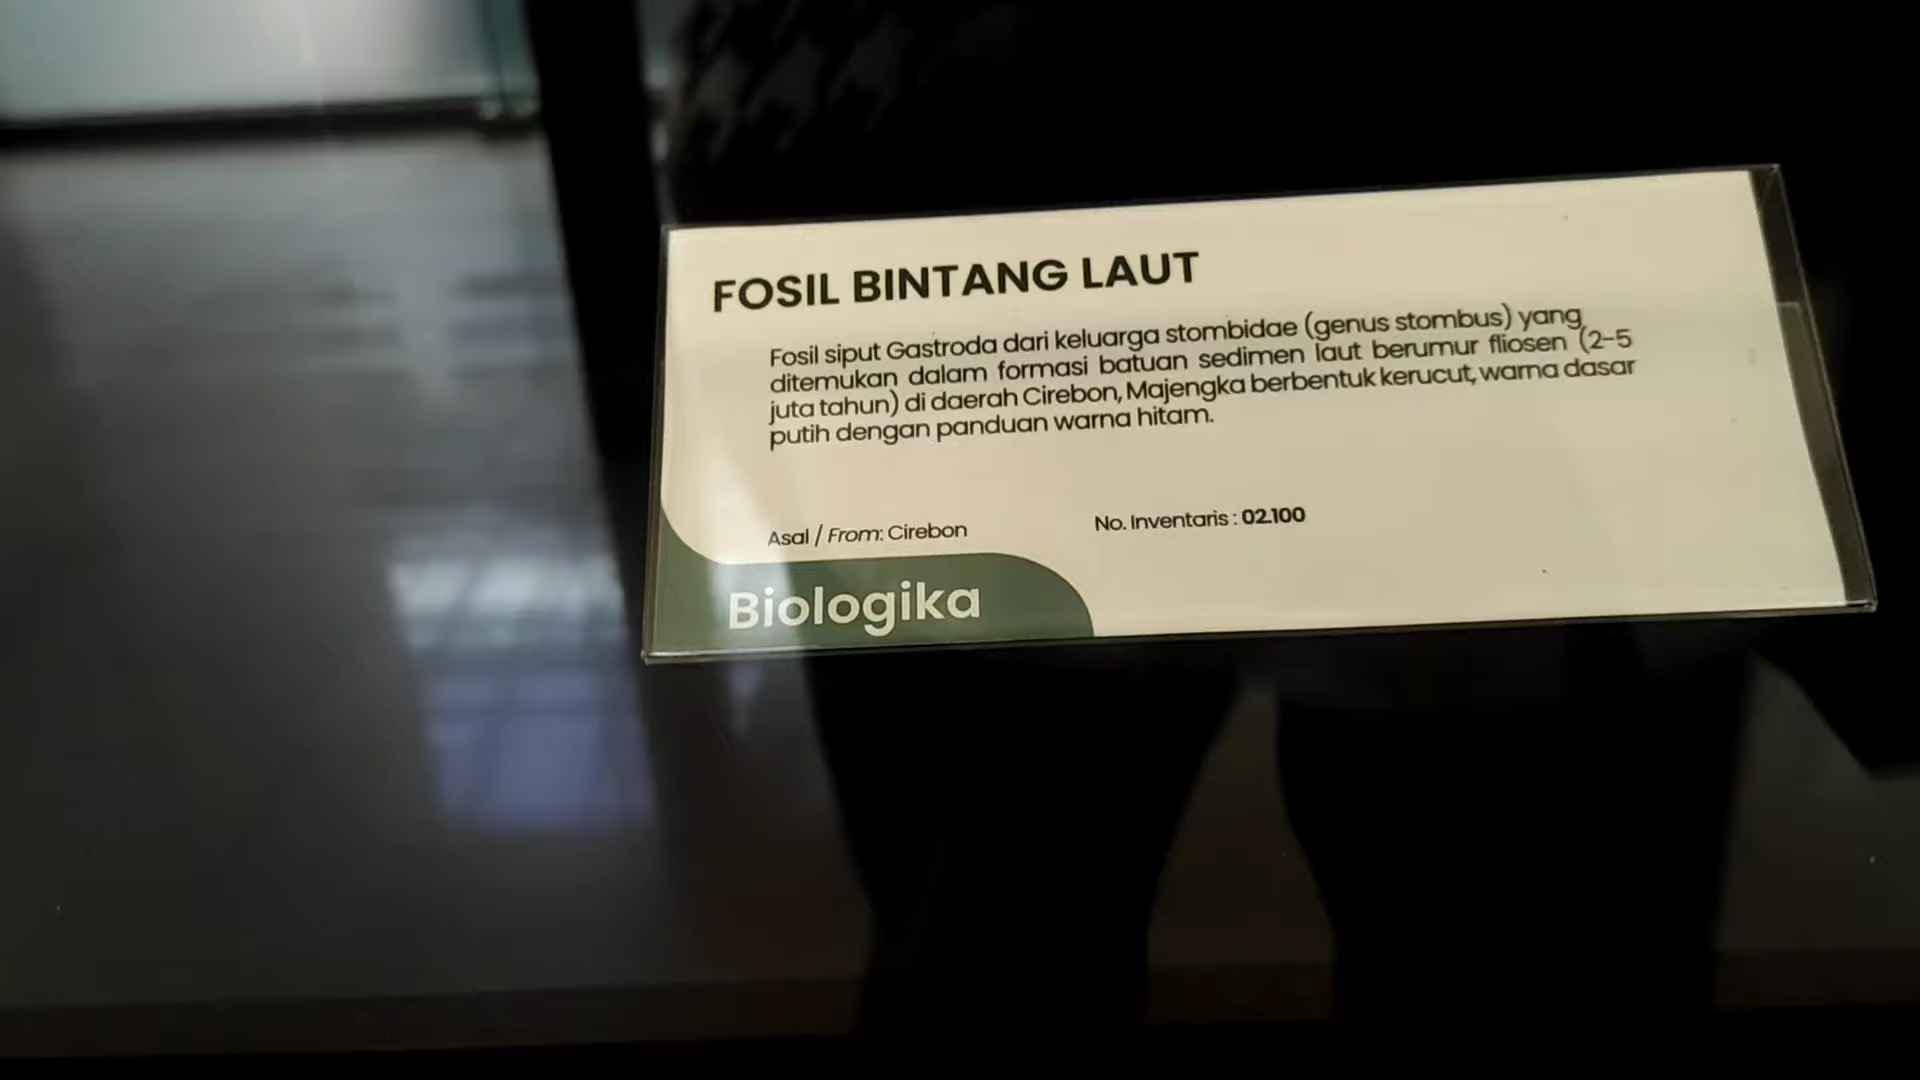 FOSIL BINTANG LAUT
Fosil siput Gastroda dari keluarga stombidae (genus stombus) yang
ditemukan dalam formasi batuan sedimen laut berumur fliosen (2-5
juta tahun) di daerah Cirebon, Majengka berbentuk kerucut, warna dasar
putih dengan panduan warna hitam.
Asal / From: Cirebon
No. Inventaris : 02.100
Biologika